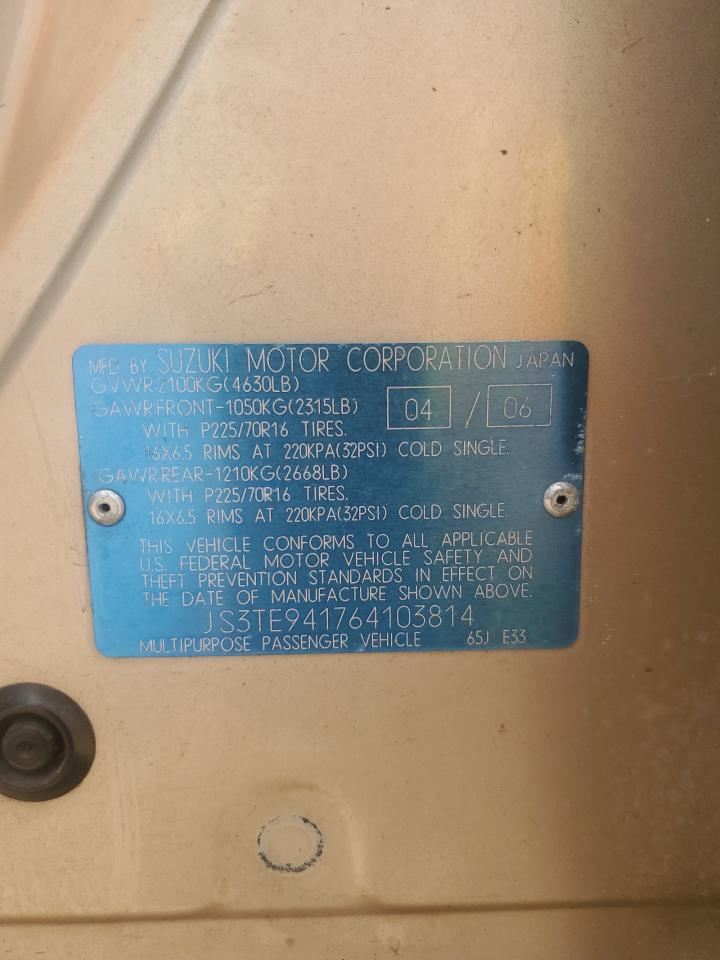 MFD BY SUZUKI MOTOR CORPORATION JAPAN
GVWR:2100KG(4630LB)
GAWR:FRONT-1050KG(2315LB) 04 / 06
WITH P225/70R16 TIRES.
16X6.5 RIMS AT 220KPA(32PSI) COLD SINGLE.
GAWR:REAR-1210KG(2668LB)
WITH P225/70R16 TIRES.
16X6.5 RIMS AT 220KPA(32PSI) COLD SINGLE.
THIS VEHICLE CONFORMS TO ALL APPLICABLE
U.S. FEDERAL MOTOR VEHICLE SAFETY AND
THEFT PREVENTION STANDARDS IN EFFECT ON
THE DATE OF MANUFACTURE SHOWN ABOVE.
JS3TE941764103814
MULTIPURPOSE PASSENGER VEHICLE 65J E33